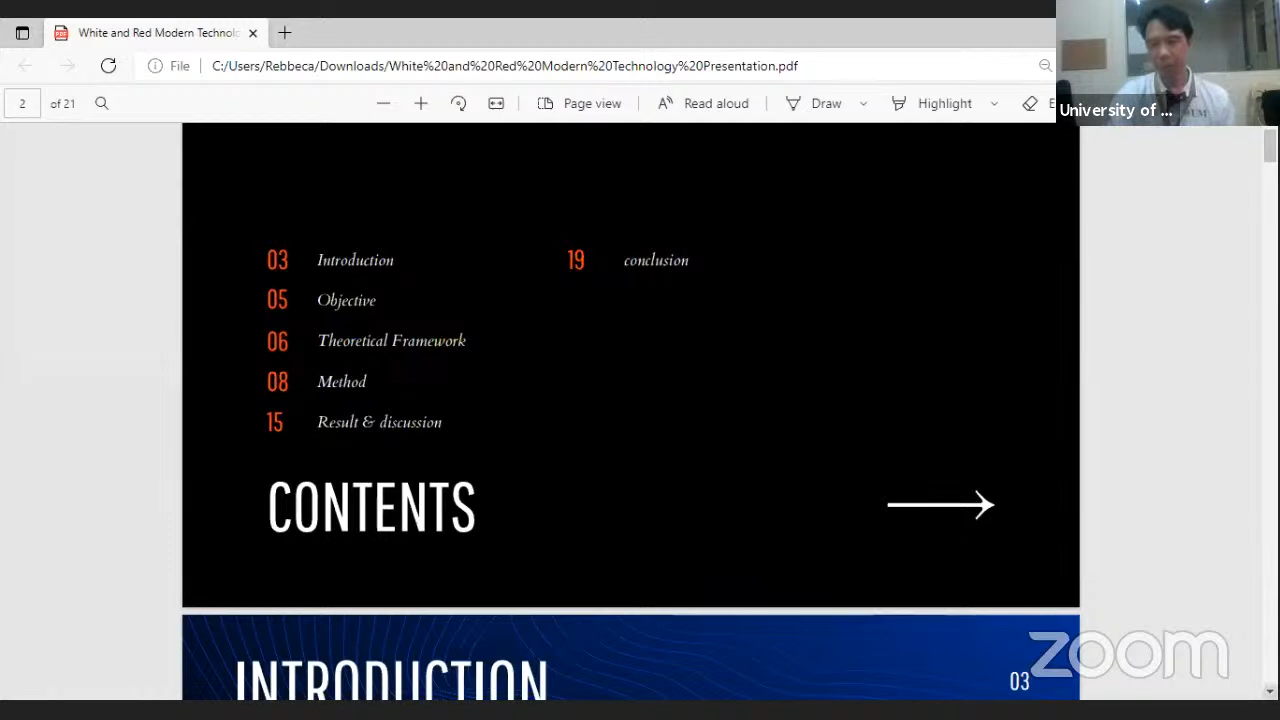 White and Red Modern Technolo
File
C:/Users/Rebbeca/Downloads/White%20and%20Red%20Modern%20Technology%20Presentation.pdf
2 of 21
Page view
Read aloud
Draw
Highlight
E
University of ...
UM
03 Introduction
19 conclusion
05 Objective
06 Theoretical Framework
08 Method
15 Result & discussion
CONTENTS
INTRODUCTION
03
zoom